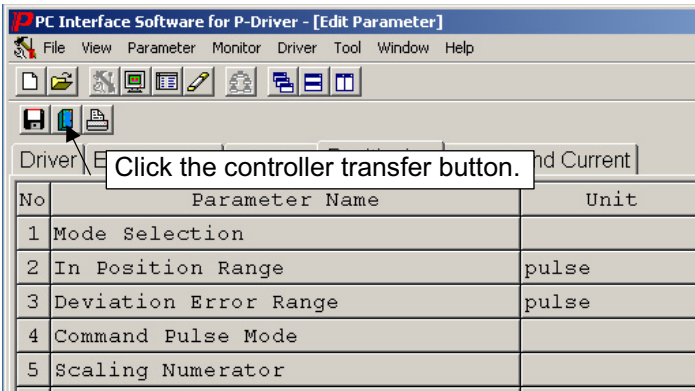 PC Interface Software for P-Driver - [Edit Parameter]
File View Parameter Monitor Driver Tool Window Help
Driver
nd Current
Click the controller transfer button.
No Parameter Name Unit
1 Mode Selection
2 In Position Range pulse
3 Deviation Error Range pulse
4 Command Pulse Mode
5 Scaling Numerator